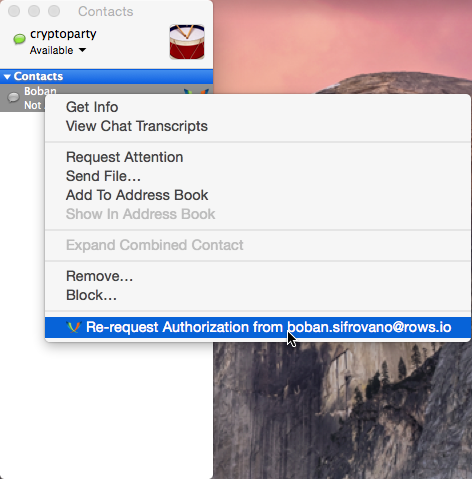 Contacts
cryptoparty
Available
Contacts
Boban
Not
Get Info
View Chat Transcripts
Request Attention
Send File...
Add To Address Book
Show In Address Book
Expand Combined Contact
Remove...
Block...
Re-request Authorization from boban.sifrovano@rows.io